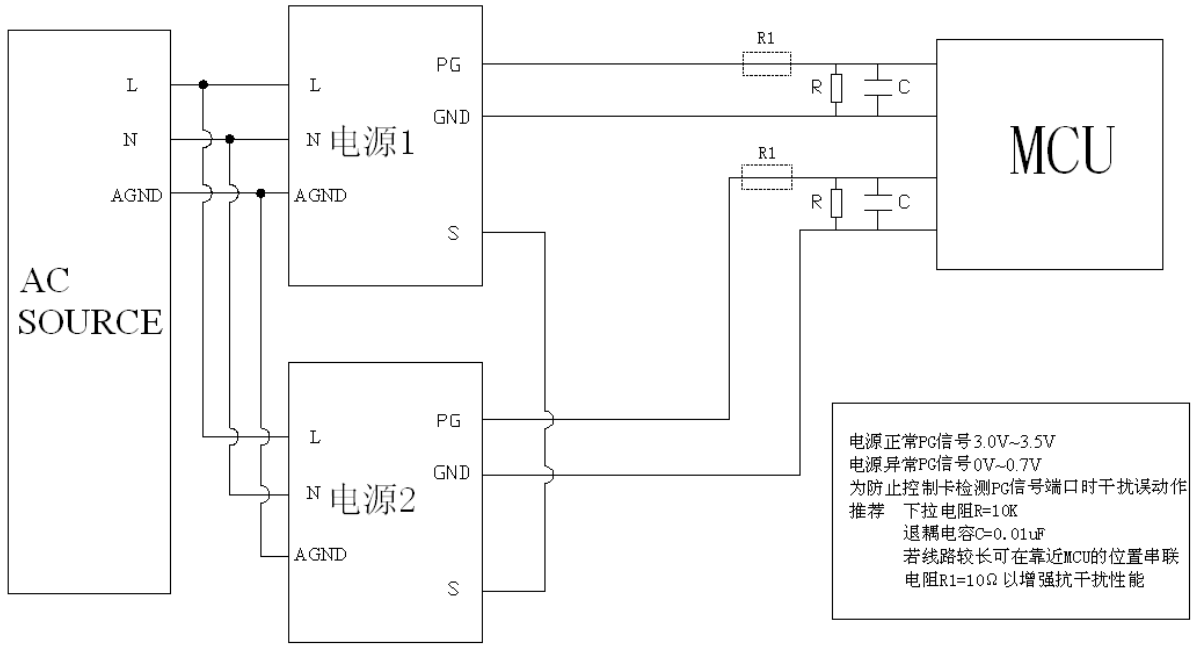 AC
SOURCE
L
N
AGND
L
N
AGND
电源1
PG
GND
S
L
N
AGND
电源2
PG
GND
S
R1
R
C
R1
R
C
MCU
电源正常PG信号3.0V~3.5V
电源异常PG信号0V~0.7V
为防止控制卡检测PG信号端口时干扰误动作
推荐 下拉电阻R=10K
退耦电容C=0.01uF
若线路较长可在靠近MCU的位置串联
电阻R1=10Ω以增强抗干扰性能